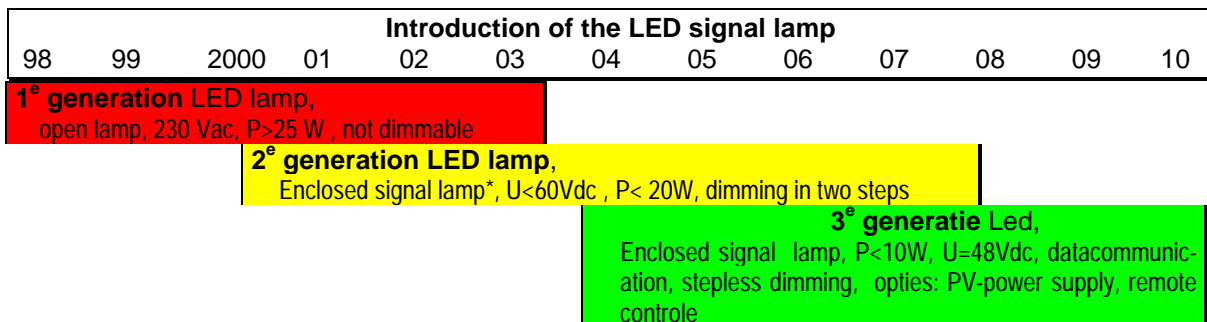 Introduction of the LED signal lamp
98 99 2000 01 02 03 04 05 06 07 08 09 10
1e generation LED lamp,
open lamp, 230 Vac, P>25 W , not dimmable
2e generation LED lamp,
Enclosed signal lamp*, U<60Vdc , P< 20W, dimming in two steps
3e generatie Led,
Enclosed signal lamp, P<10W, U=48Vdc, datacommunic-
ation, stepless dimming, opties: PV-power supply, remote
controle